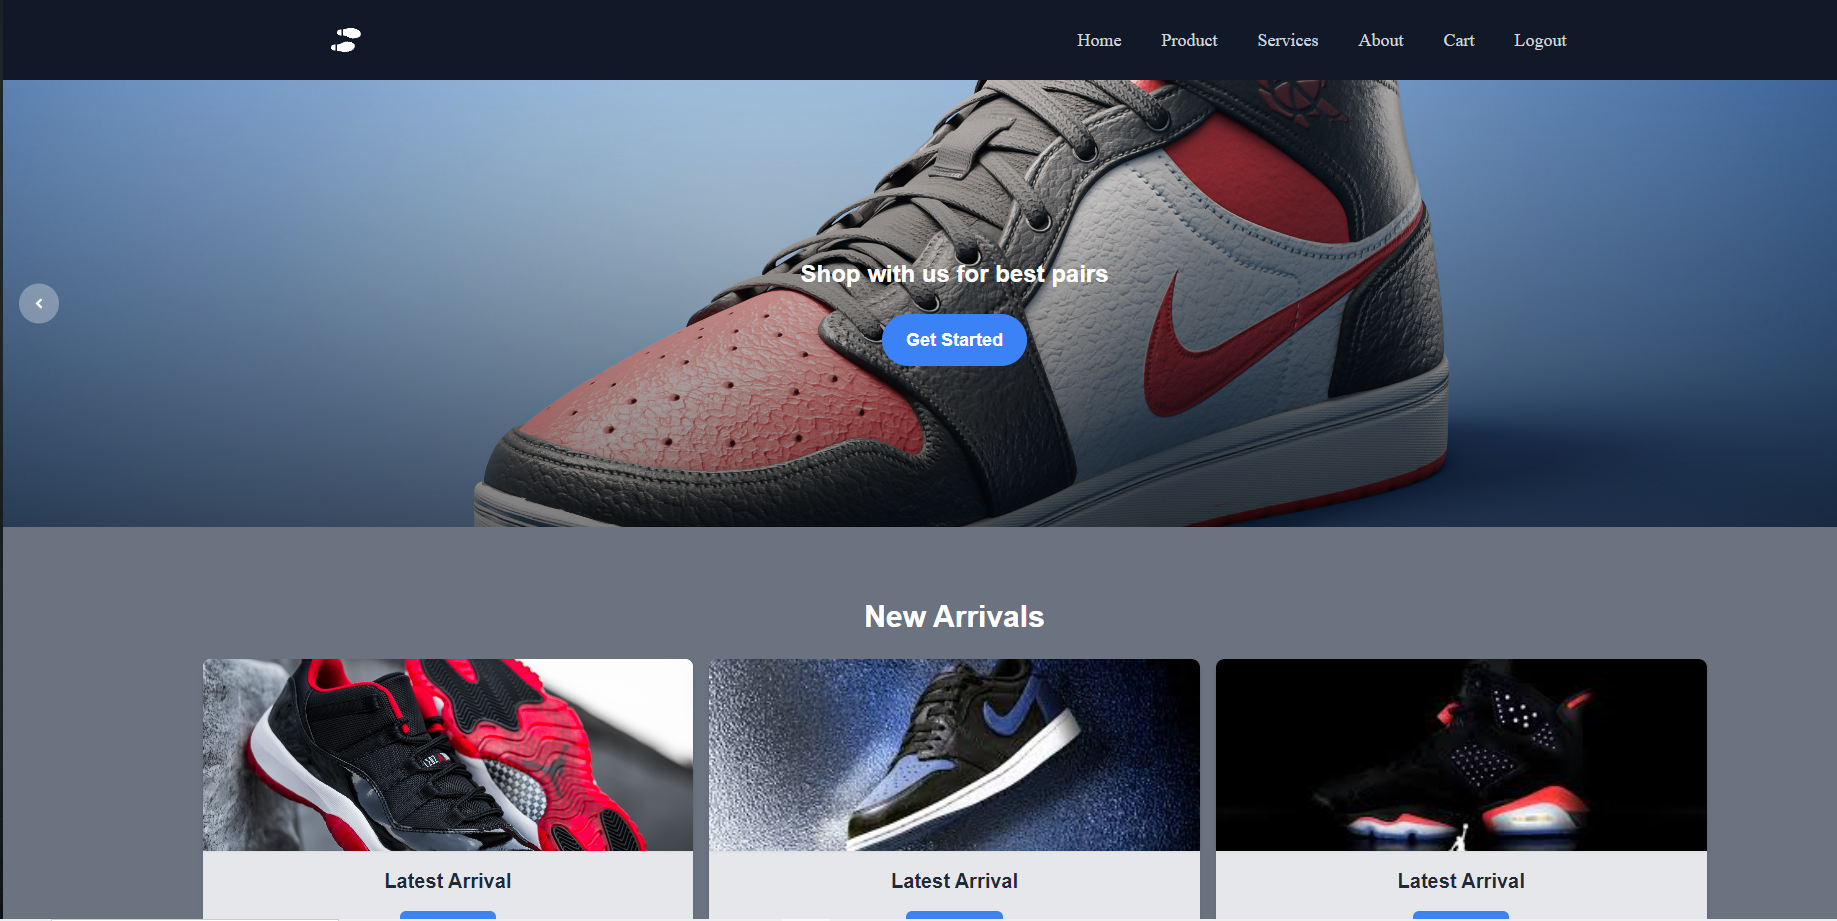 Home Product Services About Cart Logout
Shop with us for best pairs
Get Started
New Arrivals
Latest Arrival Latest Arrival Latest Arrival